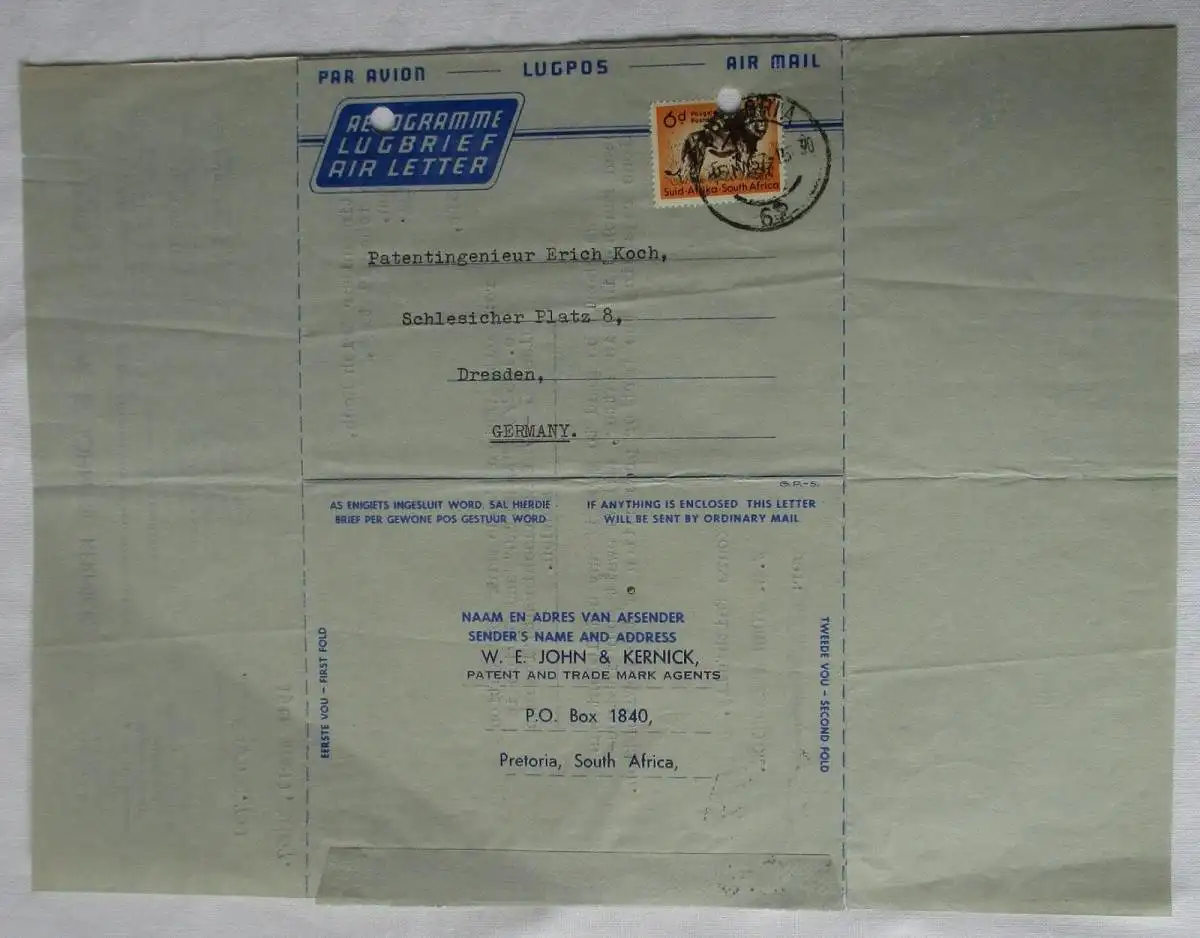 PAR AVION LUGPOS AIR MAIL
AEROGRAMME
LUGBRIEF
AIR LETTER
6d
Suid-Afrika-South Africa
Patentingenieur Erich Koch,
Schlesicher Platz 8,
Dresden,
GERMANY.
G.P.-S.
AS ENIGIETS INGESLUIT WORD, SAL HIERDIE
BRIEF PER GEWONE POS GESTUUR WORD
IF ANYTHING IS ENCLOSED THIS LETTER
WILL BE SENT BY ORDINARY MAIL
NAAM EN ADRES VAN AFSENDER
SENDER'S NAME AND ADDRESS
W. E. JOHN & KERNICK,
PATENT AND TRADE MARK AGENTS
P.O. Box 1840,
Pretoria, South Africa,
EERSTE VOU – FIRST FOLD
TWEEDE VOU – SECOND FOLD